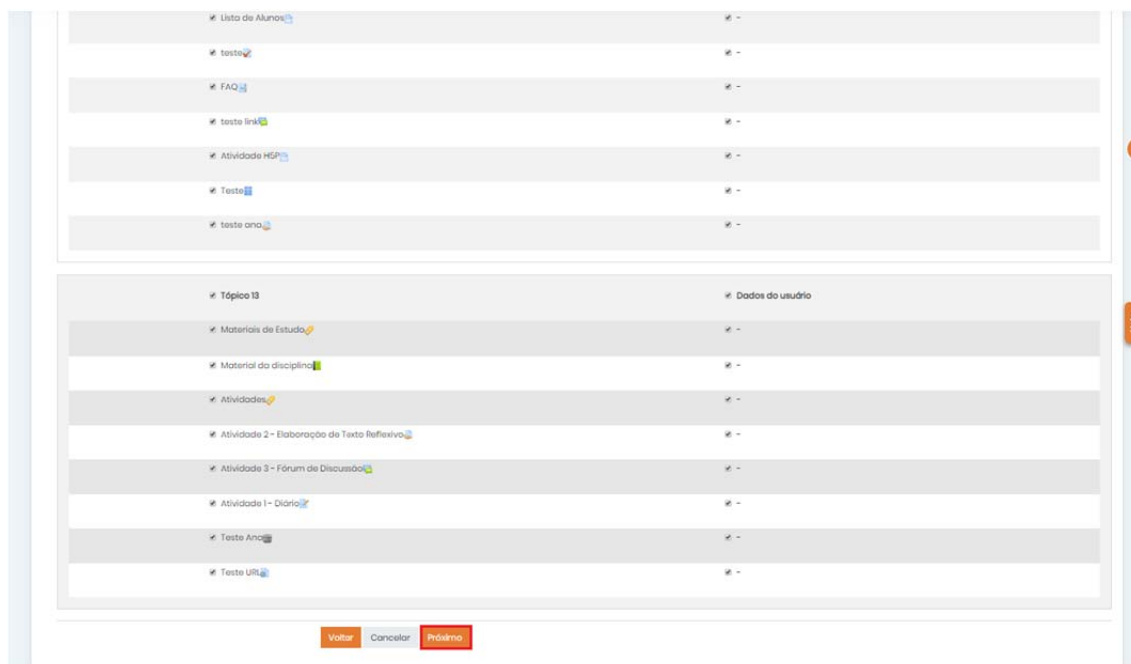 Lista de Alunos -
teste -
FAQ -
teste link -
Atividade H5P -
Teste -
teste ana -
Tópico 13 Dados do usuário
Materiais de Estudo -
Material da disciplina -
Atividades -
Atividade 2 - Elaboração de Texto Reflexivo -
Atividade 3 - Fórum de Discussão -
Atividade 1 - Diário -
Teste Ana -
Teste URL -
Voltar Cancelar Próximo